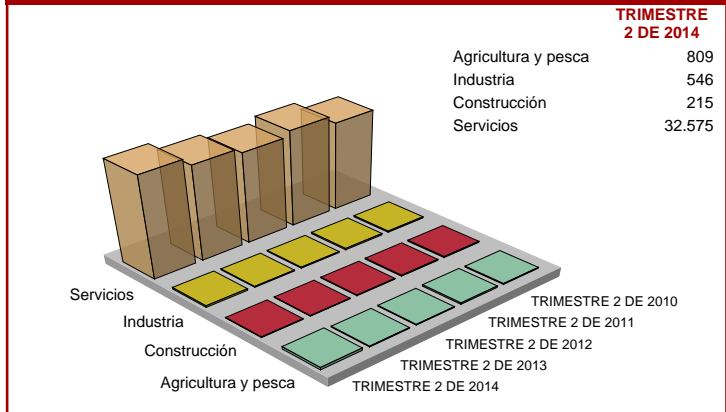 TRIMESTRE
2 DE 2014
Agricultura y pesca 809
Industria 546
Construcción 215
Servicios 32.575
Servicios
Industria
Construcción
Agricultura y pesca
TRIMESTRE 2 DE 2010
TRIMESTRE 2 DE 2011
TRIMESTRE 2 DE 2012
TRIMESTRE 2 DE 2013
TRIMESTRE 2 DE 2014